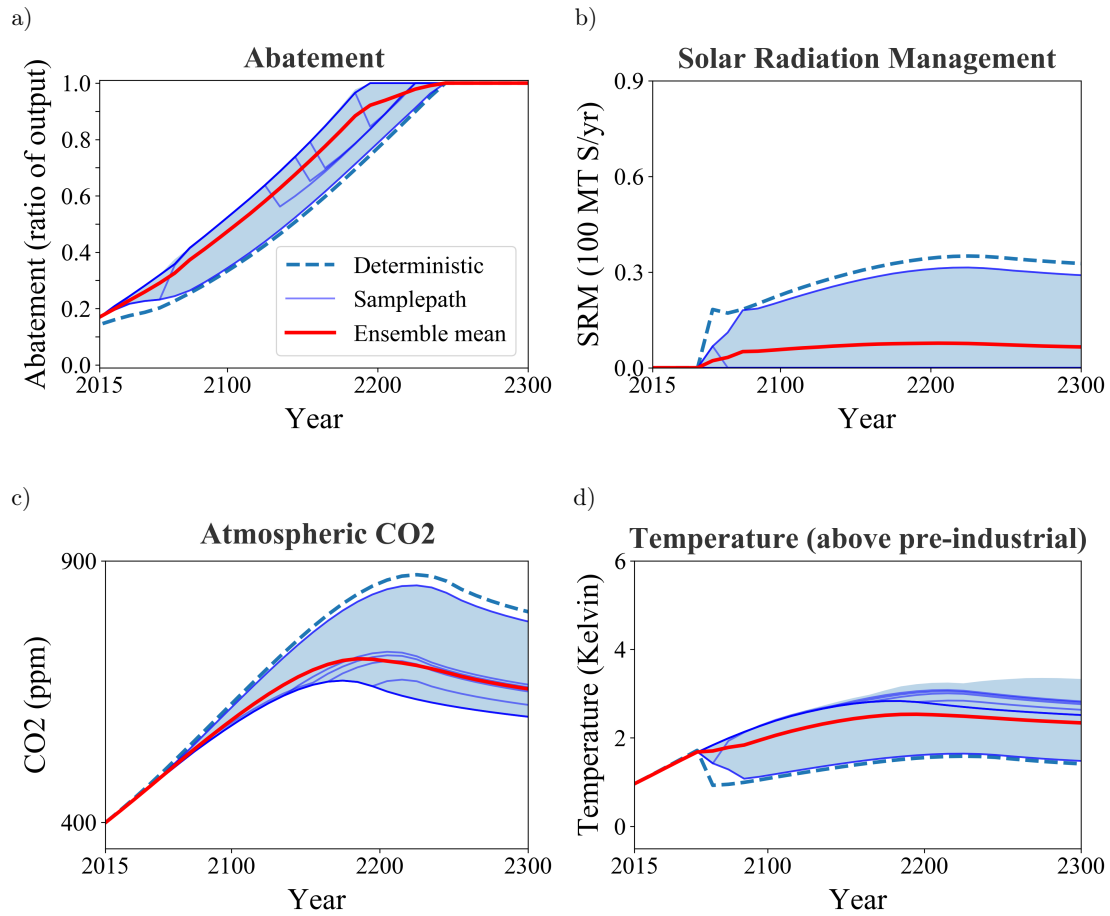 a)
Abatement
Abatement (ratio of output)
1.0
0.8
0.6
0.4
0.2
0.0
Deterministic
Samplepath
Ensemble mean
2015
2100
2200
2300
Year
b)
Solar Radiation Management
SRM (100 MT S/yr)
0.9
0.6
0.3
0.0
2015
2100
2200
2300
Year
c)
Atmospheric CO2
CO2 (ppm)
900
400
2015
2100
2200
2300
Year
d)
Temperature (above pre-industrial)
Temperature (Kelvin)
6
4
2
0
2015
2100
2200
2300
Year